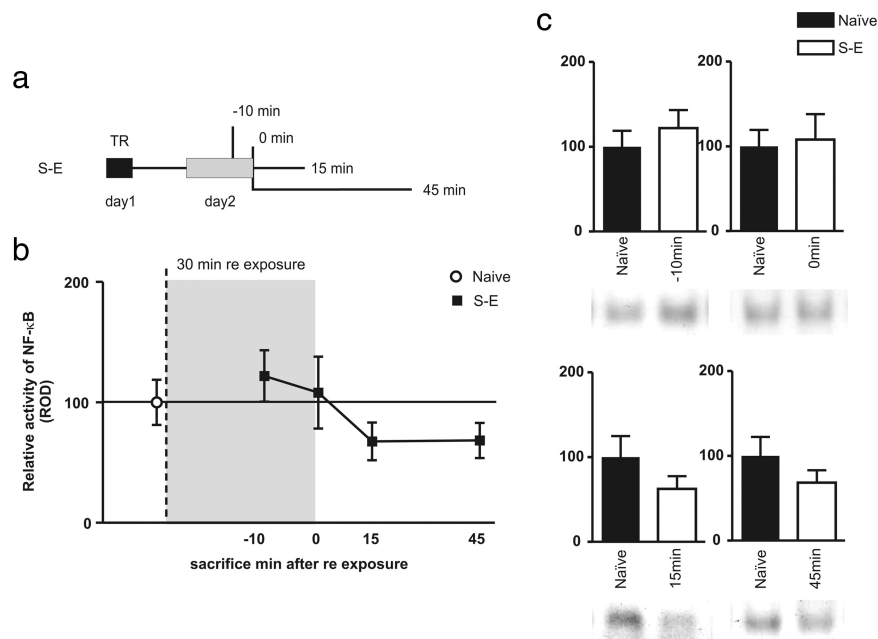 a
TR
-10 min
0 min
S-E
15 min
45 min
day1
day2
b
30 min re exposure
Naive
S-E
200
100
0
Relative activity of NF-κB
(ROD)
-10
0
15
45
sacrifice min after re exposure
c
Naïve
S-E
200
100
0
Naïve
-10min
200
100
0
Naïve
0min
200
100
0
Naïve
15min
200
100
0
Naïve
45min